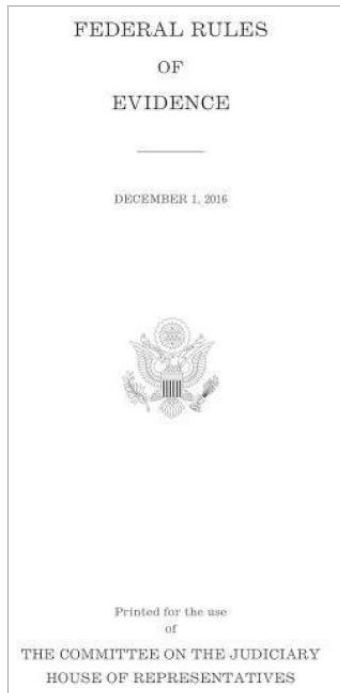 FEDERAL RULES
OF
EVIDENCE
DECEMBER 1, 2016
Printed for the use
of
THE COMMITTEE ON THE JUDICIARY
HOUSE OF REPRESENTATIVES